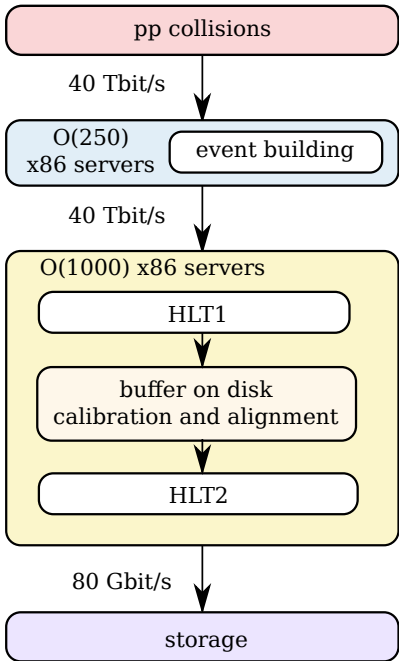 pp collisions
40 Tbit/s
O(250)
x86 servers
event building
40 Tbit/s
O(1000) x86 servers
HLT1
buffer on disk
calibration and alignment
HLT2
80 Gbit/s
storage